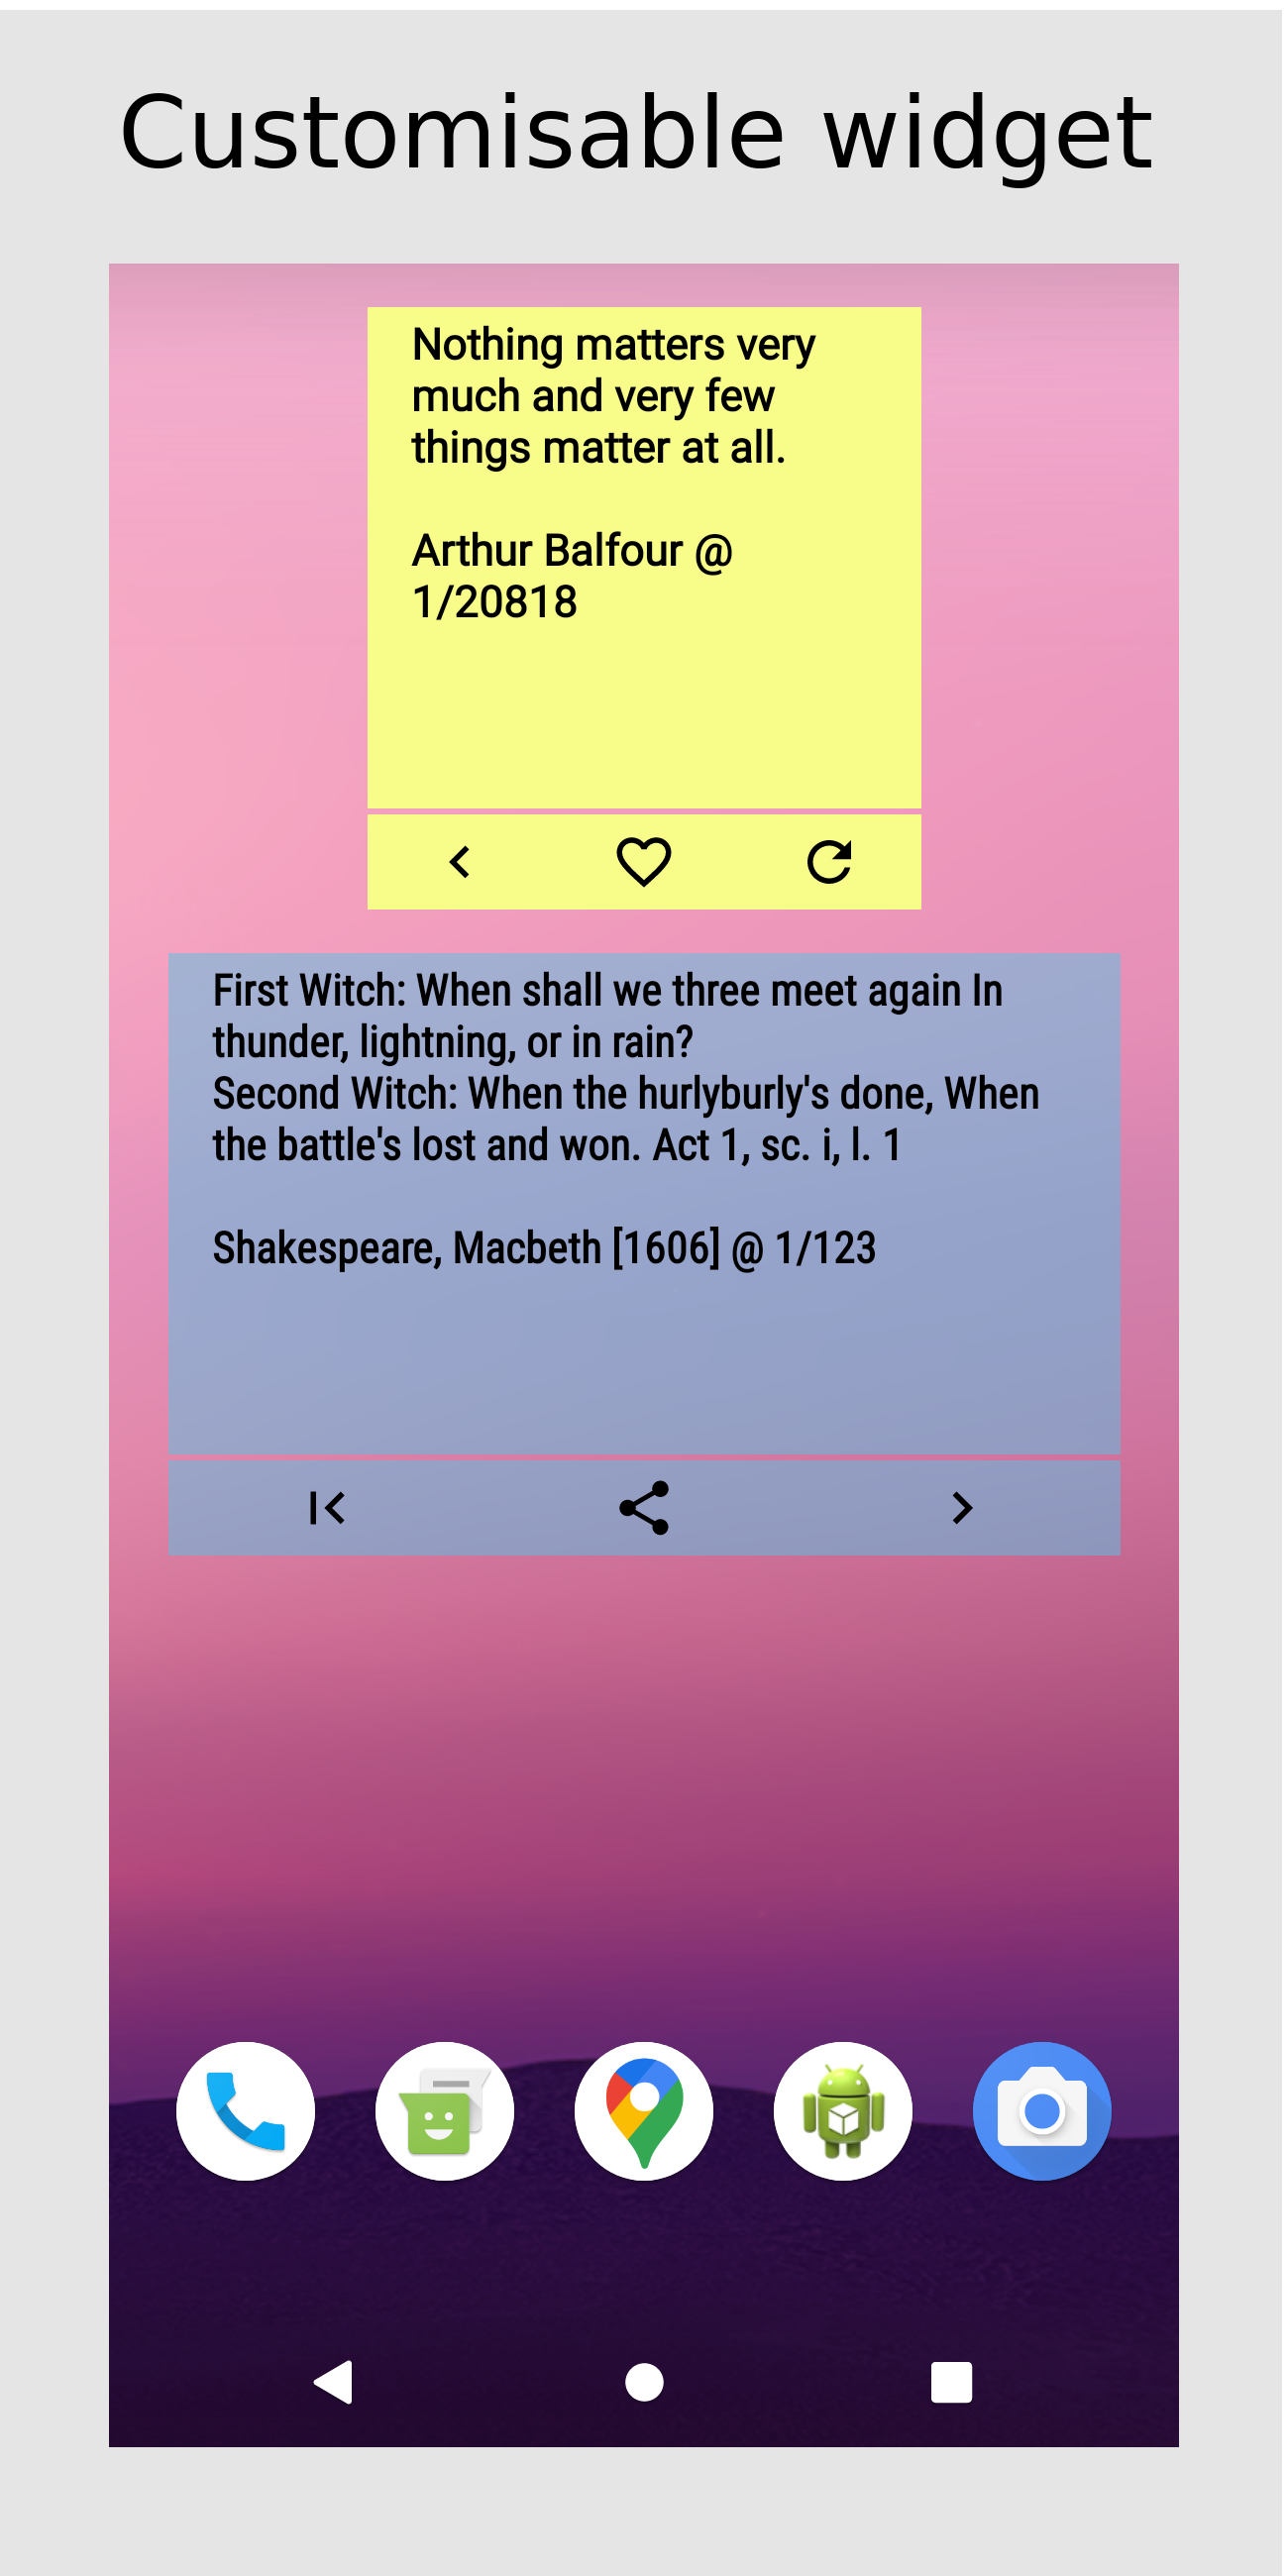 Customisable widget
Nothing matters very
much and very few
things matter at all.
Arthur Balfour @
1/20818
First Witch: When shall we three meet again In
thunder, lightning, or in rain?
Second Witch: When the hurlyburly's done, When
the battle's lost and won. Act 1, sc. i, l. 1
Shakespeare, Macbeth [1606] @ 1/123